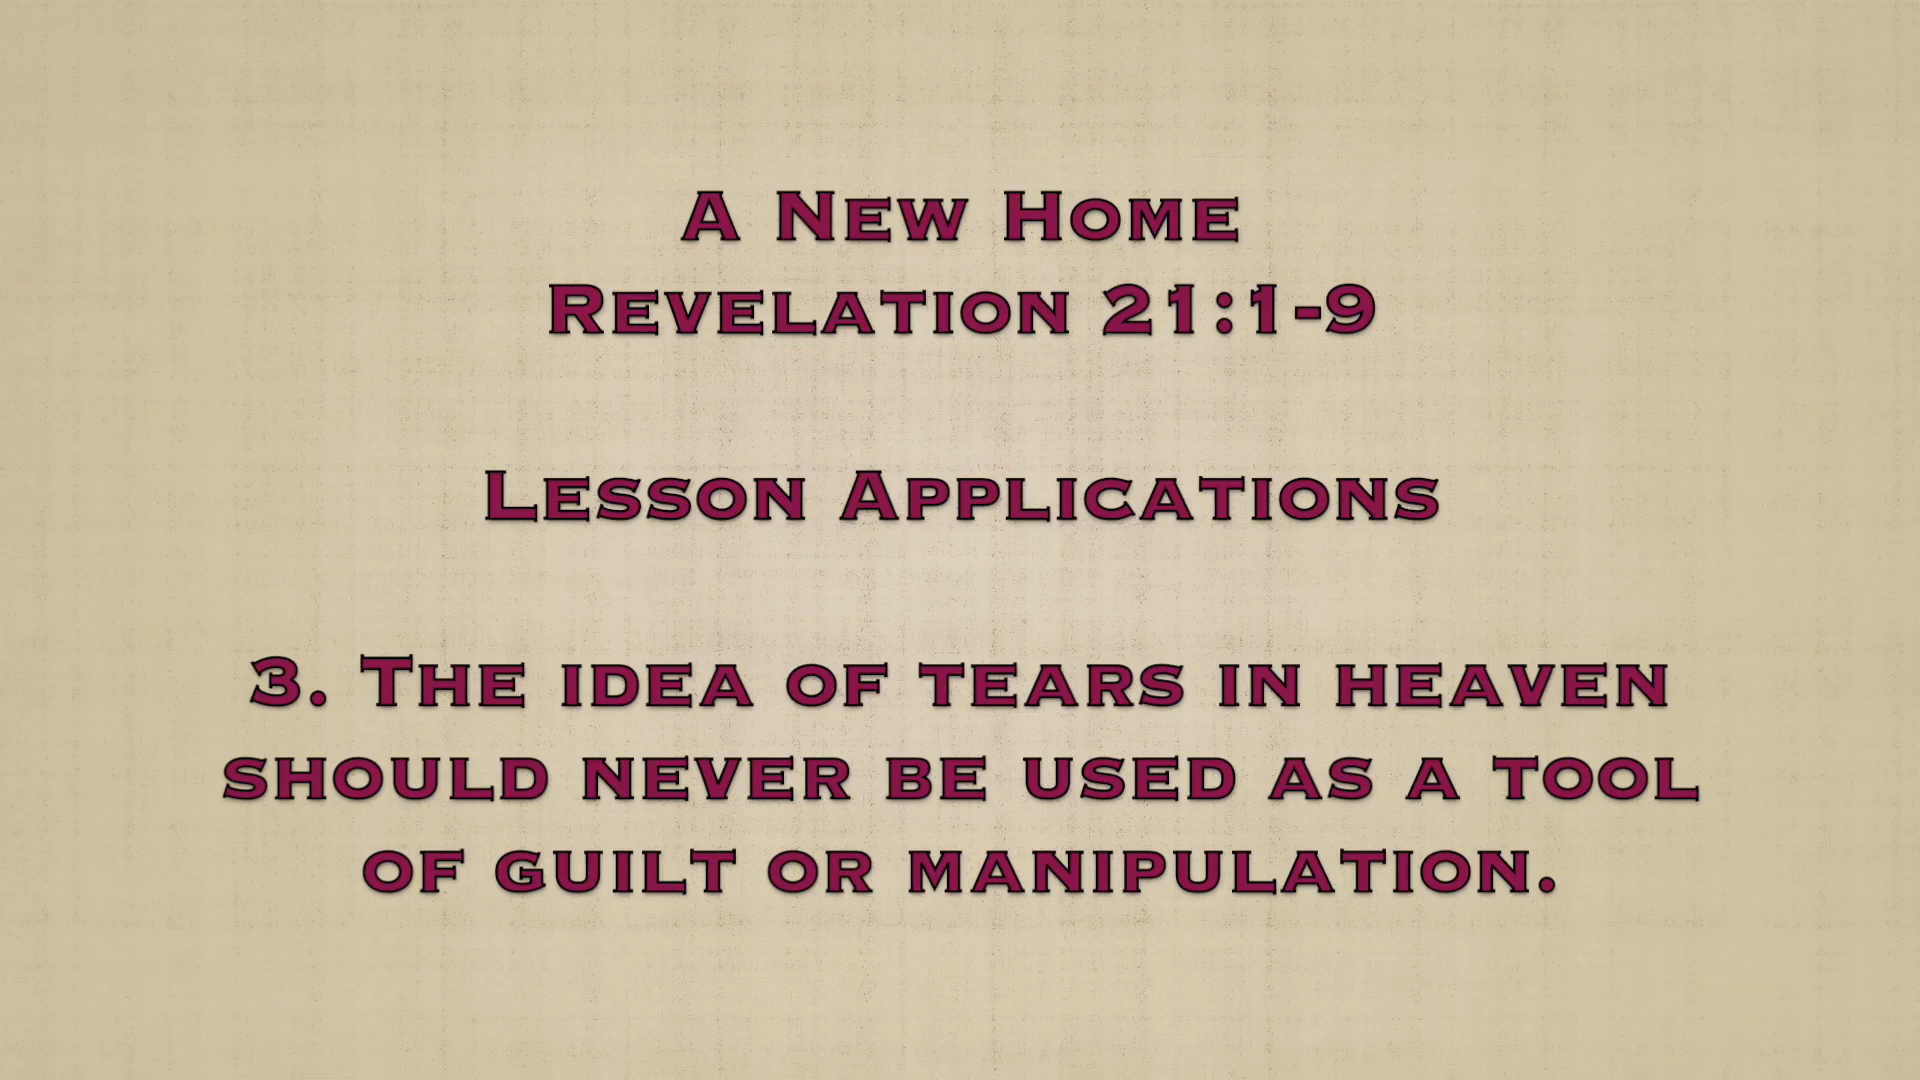 A New Home
Revelation 21:1-9
Lesson Applications
3. The idea of tears in heaven
should never be used as a tool
of guilt or manipulation.